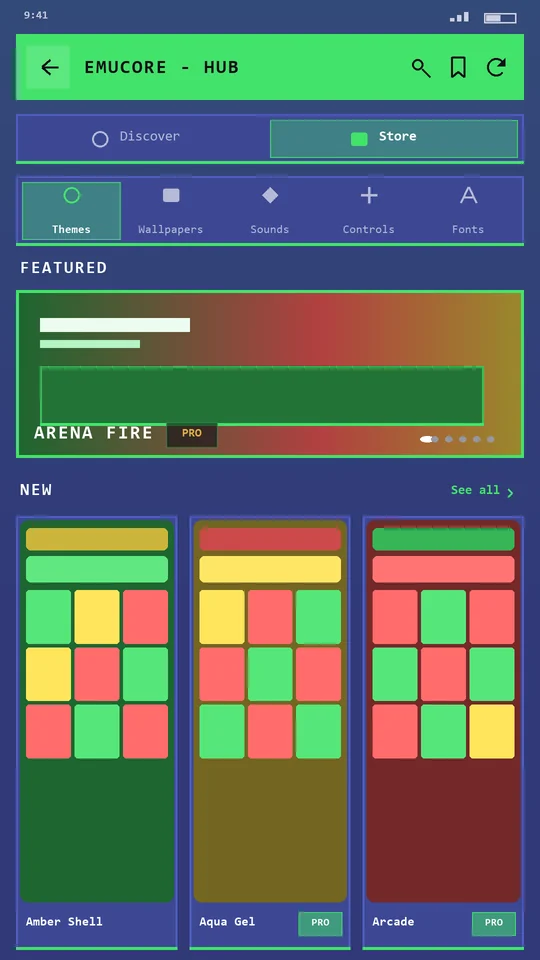 9:41
EMUCORE - HUB
Discover
Store
Themes
Wallpapers
Sounds
Controls
Fonts
FEATURED
ARENA FIRE
PRO
NEW
See all
Amber Shell
Aqua Gel
PRO
Arcade
PRO